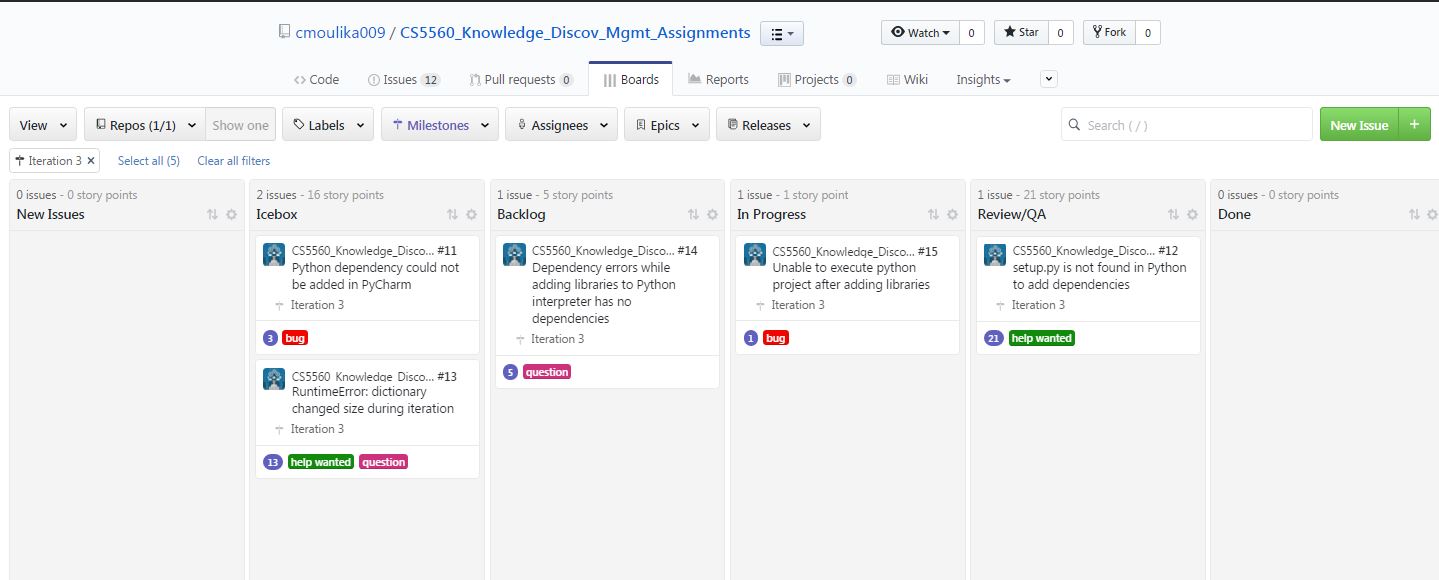 cmoulika009 / CS5560_Knowledge_Discov_Mgmt_Assignments
Watch 0 Star 0 Fork 0
Code Issues 12 Pull requests 0 Boards Reports Projects 0 Wiki Insights
View Repos (1/1) Show one Labels Milestones Assignees Epics Releases Search ( / ) New Issue +
Iteration 3 × Select all (5) Clear all filters
0 issues - 0 story points
New Issues
2 issues - 16 story points
Icebox
CS5560_Knowledge_Disco... #11
Python dependency could not
be added in PyCharm
Iteration 3
3 bug
CS5560_Knowledge_Disco... #13
RuntimeError: dictionary
changed size during iteration
Iteration 3
13 help wanted question
1 issue - 5 story points
Backlog
CS5560_Knowledge_Disco... #14
Dependency errors while
adding libraries to Python
interpreter has no
dependencies
Iteration 3
5 question
1 issue - 1 story point
In Progress
CS5560_Knowledge_Disco... #15
Unable to execute python
project after adding libraries
Iteration 3
1 bug
1 issue - 21 story points
Review/QA
CS5560_Knowledge_Disco... #12
setup.py is not found in Python
to add dependencies
Iteration 3
21 help wanted
0 issues - 0 story points
Done